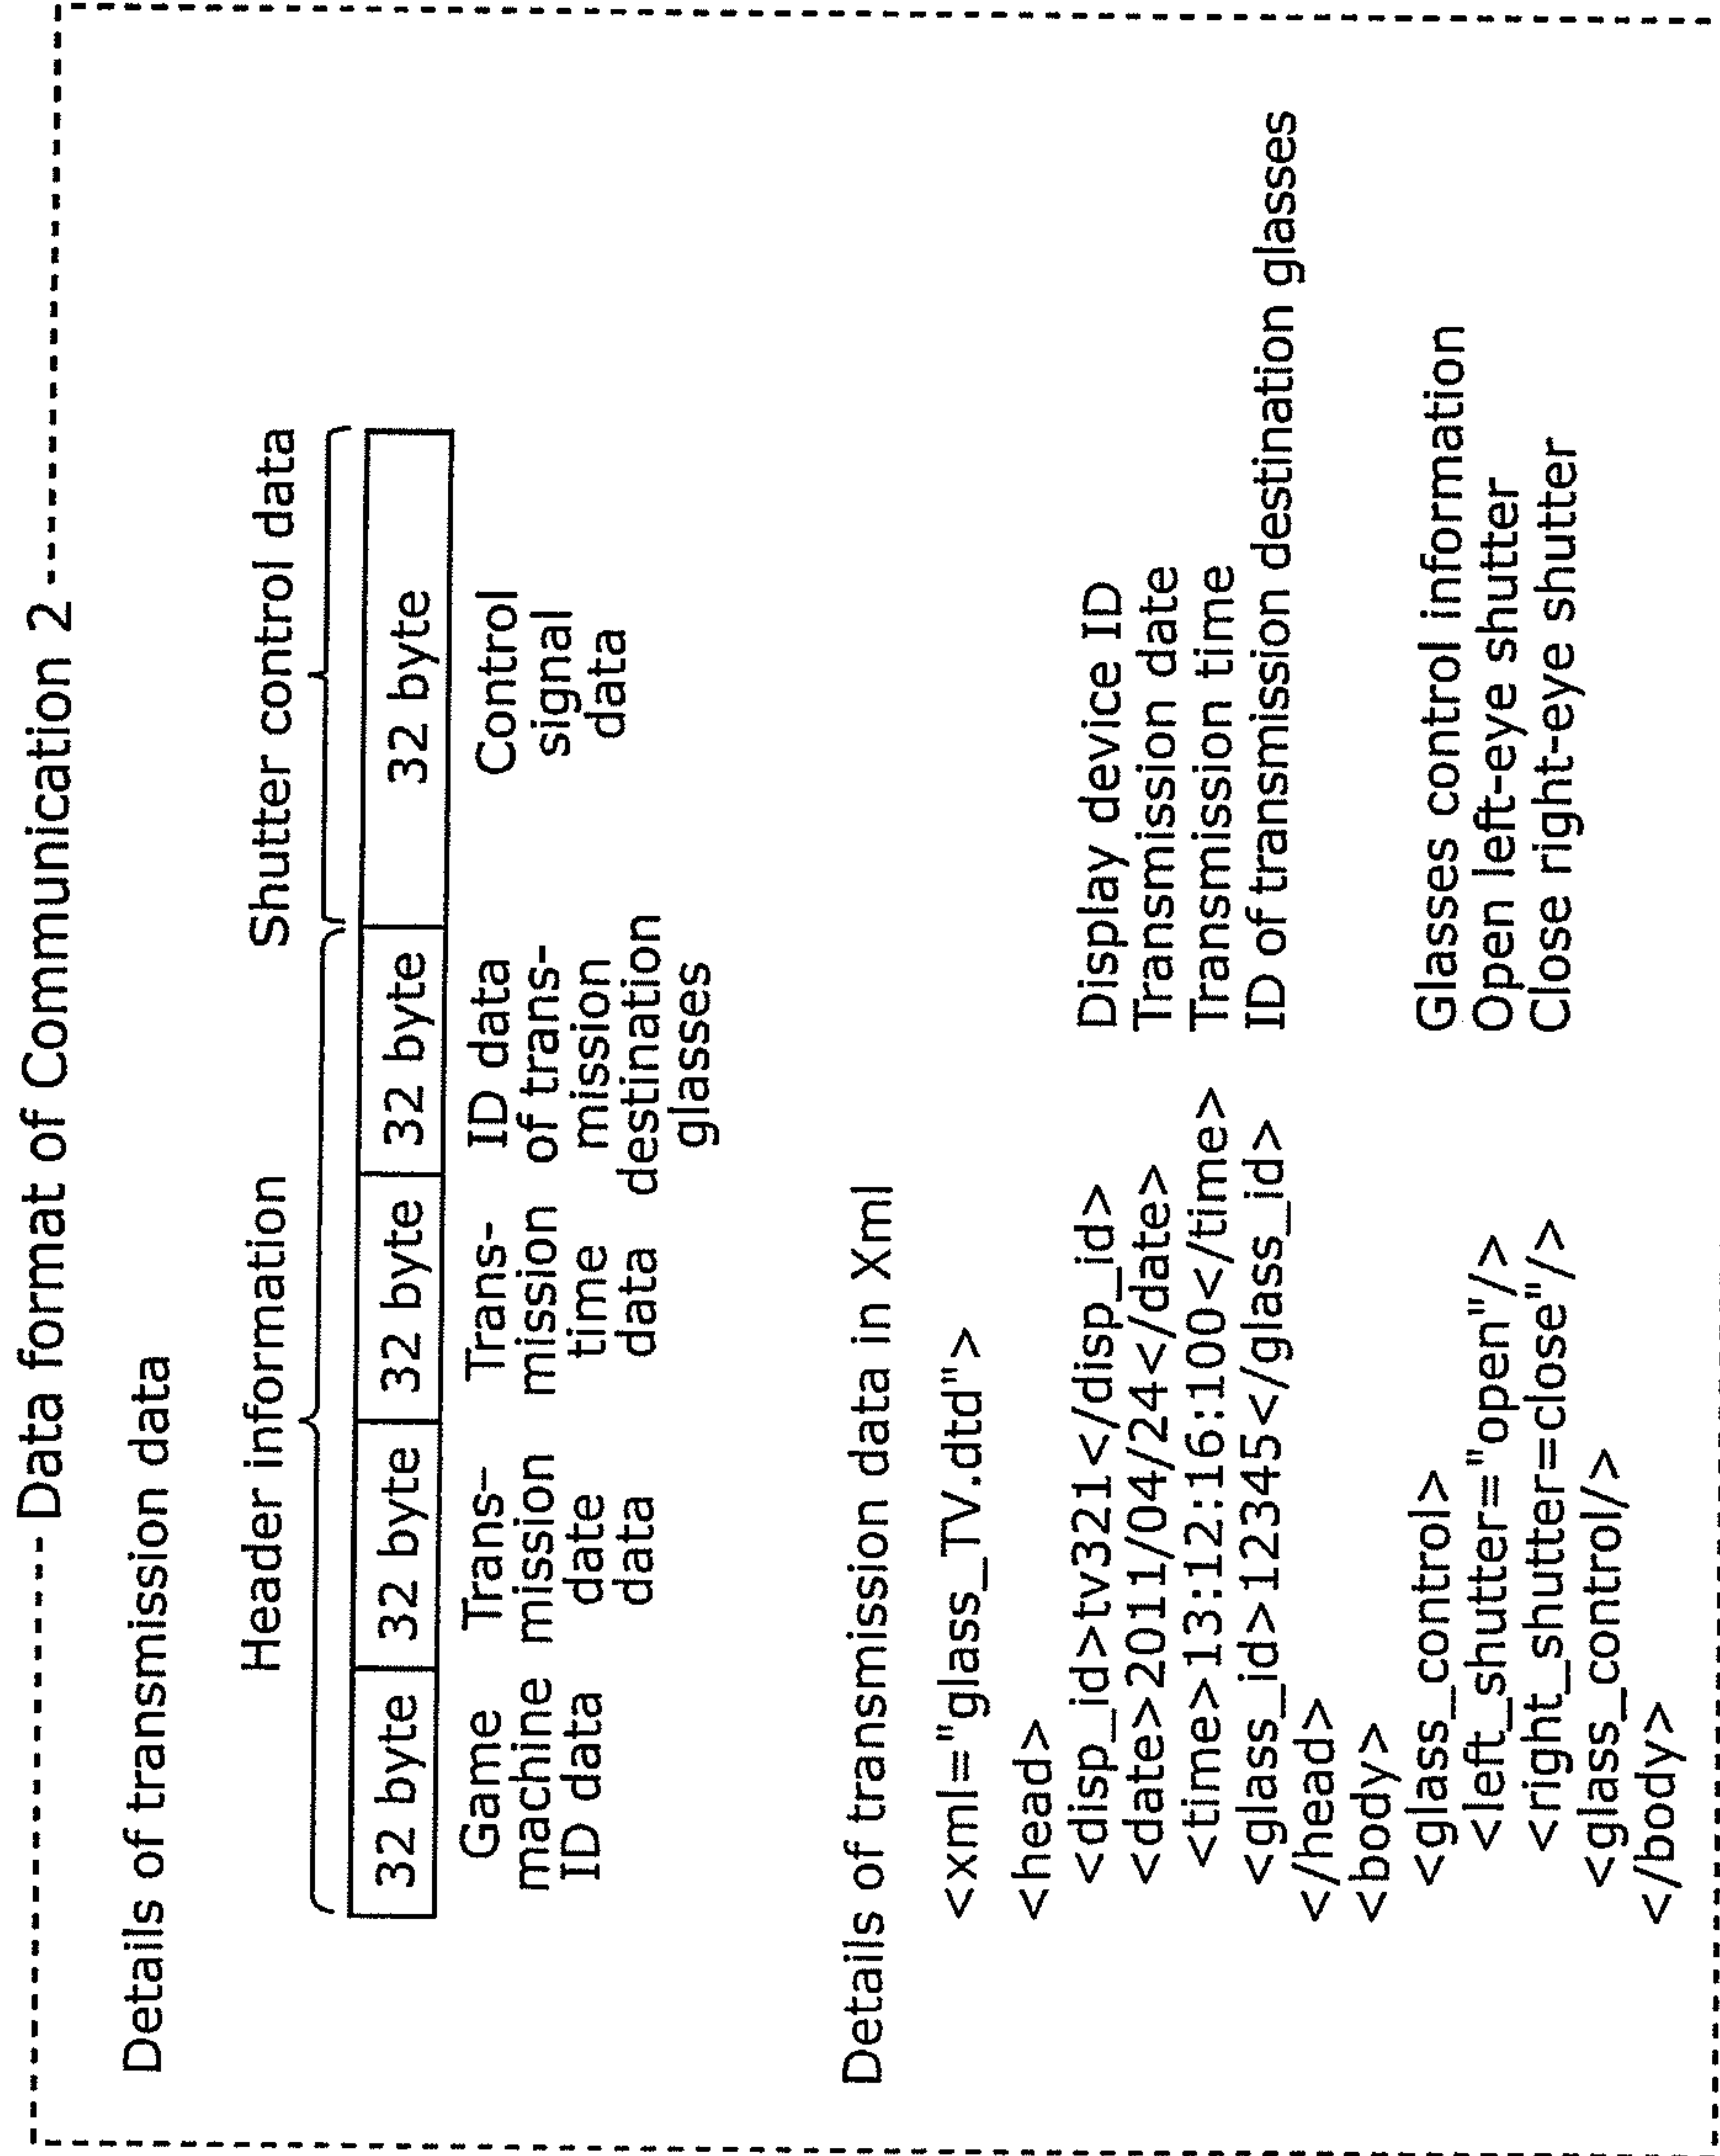 Data format of Communication 2
Details of transmission data
Header information
Shutter control data
32 byte
32 byte
32 byte
32 byte
32 byte
Game
machine
ID data
Trans-
mission
date
data
Trans-
mission
time
data
ID data
of trans-
mission
destination
glasses
Control
signal
data
Details of transmission data in Xml
<xml="glass_TV.dtd">
<head>
<disp_id>tv321</disp_id> Display device ID
<date>2011/04/24</date> Transmission date
<time>13:12:16:100</time> Transmission time
<glass_id>12345</glass_id> ID of transmission destination glasses
</head>
<body>
<glass_control> Glasses control information
<left_shutter="open"/> Open left-eye shutter
<right_shutter=close"/> Close right-eye shutter
<glass_control/>
</body>